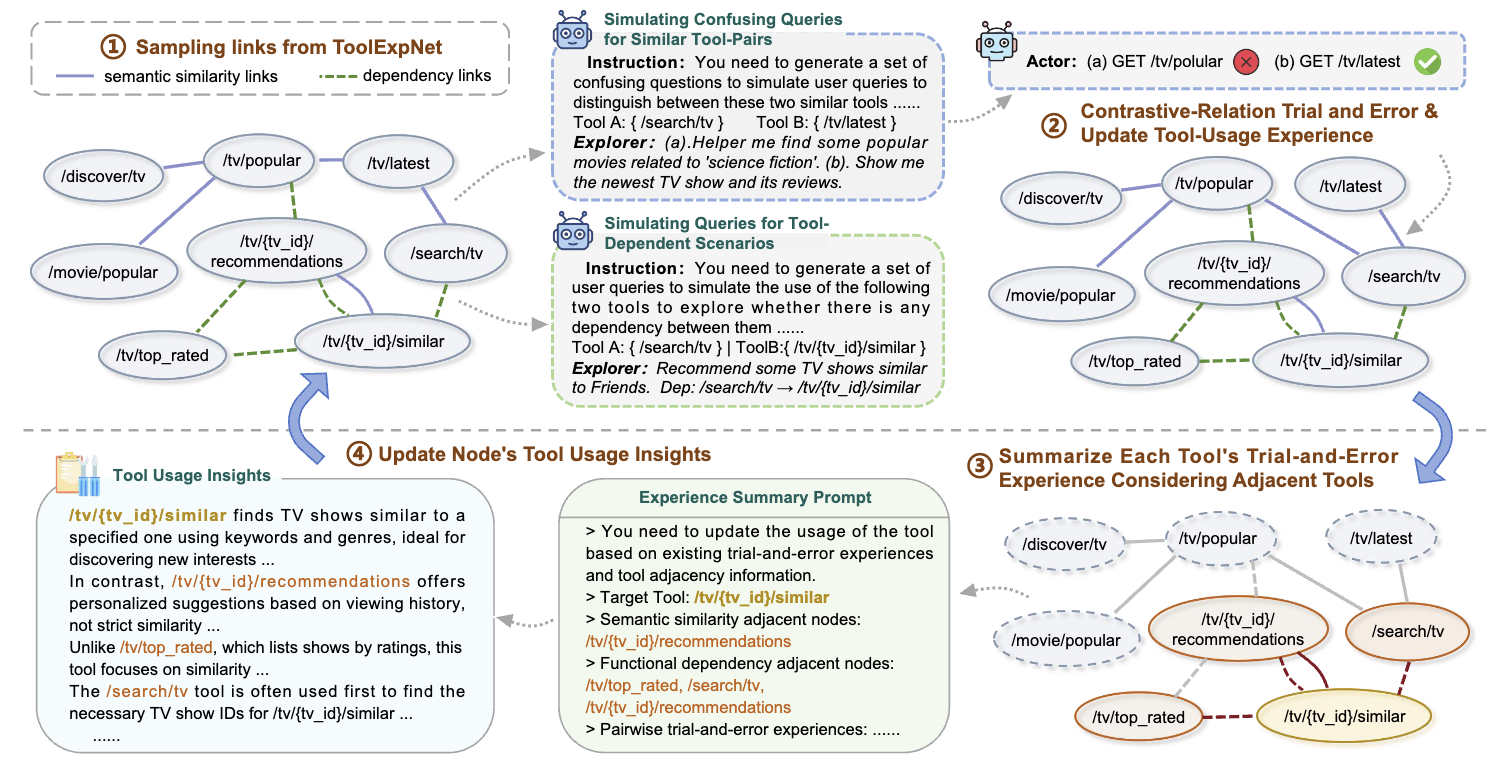 ① Sampling links from ToolExpNet
semantic similarity links
dependency links
/discover/tv
/tv/popular
/tv/latest
/movie/popular
/tv/{tv_id}/
recommendations
/search/tv
/tv/top_rated
/tv/{tv_id}/similar
Simulating Confusing Queries
for Similar Tool-Pairs
Instruction: You need to generate a set of
confusing questions to simulate user queries to
distinguish between these two similar tools ......
Tool A: { /search/tv } Tool B: { /tv/latest }
Explorer: (a).Helper me find some popular
movies related to 'science fiction'. (b). Show me
the newest TV show and its reviews.
Simulating Queries for Tool-
Dependent Scenarios
Instruction: You need to generate a set of
user queries to simulate the use of the following
two tools to explore whether there is any
dependency between them ......
Tool A: { /search/tv } | ToolB:{ /tv/{tv_id}/similar }
Explorer: Recommend some TV shows similar
to Friends. Dep: /search/tv → /tv/{tv_id}/similar
Actor: (a) GET /tv/polular (b) GET /tv/latest
② Contrastive-Relation Trial and Error &
Update Tool-Usage Experience
/discover/tv
/tv/popular
/tv/latest
/movie/popular
/tv/{tv_id}/
recommendations
/search/tv
/tv/top_rated
/tv/{tv_id}/similar
③ Summarize Each Tool's Trial-and-Error
Experience Considering Adjacent Tools
/discover/tv
/tv/popular
/tv/latest
/movie/popular
/tv/{tv_id}/
recommendations
/search/tv
/tv/top_rated
/tv/{tv_id}/similar
④ Update Node's Tool Usage Insights
Experience Summary Prompt
> You need to update the usage of the tool
based on existing trial-and-error experiences
and tool adjacency information.
> Target Tool: /tv/{tv_id}/similar
> Semantic similarity adjacent nodes:
/tv/{tv_id}/recommendations
> Functional dependency adjacent nodes:
/tv/top_rated, /search/tv,
/tv/{tv_id}/recommendations
> Pairwise trial-and-error experiences: ......
Tool Usage Insights
/tv/{tv_id}/similar finds TV shows similar to a
specified one using keywords and genres, ideal for
discovering new interests ...
In contrast, /tv/{tv_id}/recommendations offers
personalized suggestions based on viewing history,
not strict similarity ...
Unlike /tv/top_rated, which lists shows by ratings, this
tool focuses on similarity ...
The /search/tv tool is often used first to find the
necessary TV show IDs for /tv/{tv_id}/similar ...
......